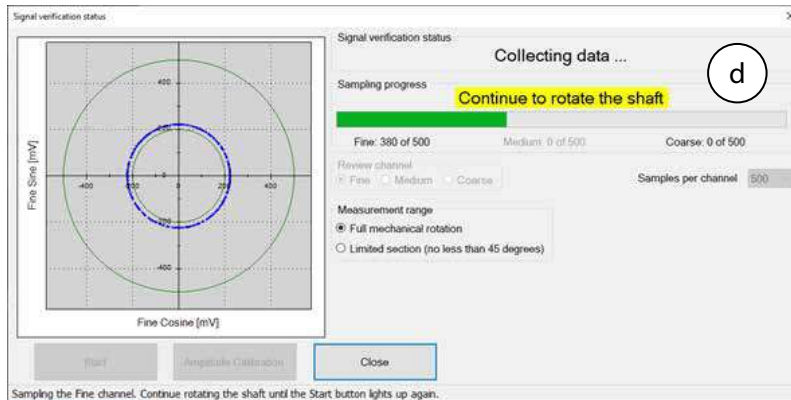 Signal verification status
Signal verification status
Collecting data ...
d
Sampling progress
Continue to rotate the shaft
Fine: 380 of 500
Medium: 0 of 500
Coarse: 0 of 500
Review channel
Fine
Medium
Coarse
Samples per channel
500
Measurement range
Full mechanical rotation
Limited section (no less than 45 degrees)
Fine Sine [mV]
400
200
-400
-200
0
200
400
-200
-400
Fine Cosine [mV]
Start
Amplitude Calibration
Close
Sampling the Fine channel. Continue rotating the shaft until the Start button lights up again.